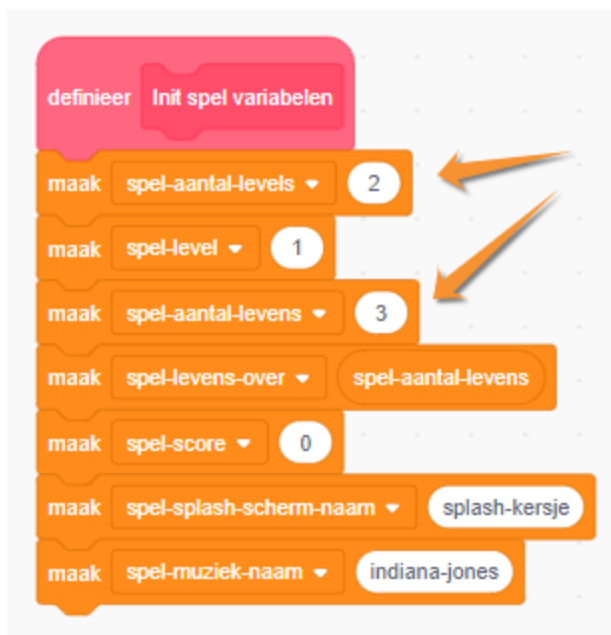 definieer Init spel variabelen
maak spel-aantal-levels 2
maak spel-level 1
maak spel-aantal-levens 3
maak spel-levens-over spel-aantal-levens
maak spel-score 0
maak spel-splash-scherm-naam splash-kersje
maak spel-muziek-naam indiana-jones